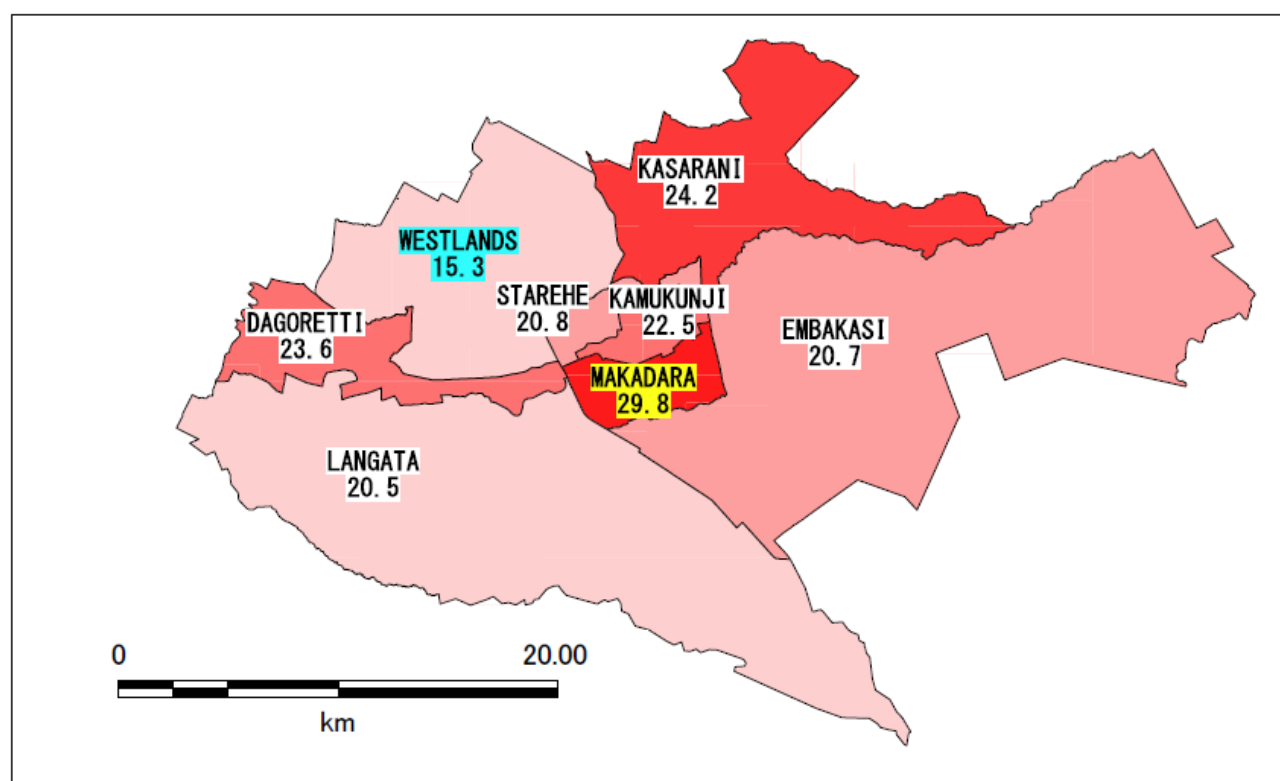 KASARANI
24.2
WESTLANDS
15.3
STAREHE
20.8
KAMUKUNJI
22.5
DAGORETTI
23.6
EMBAKASI
20.7
MAKADARA
29.8
LANGATA
20.5
0 20.00
km